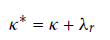 κ* = κ + λr